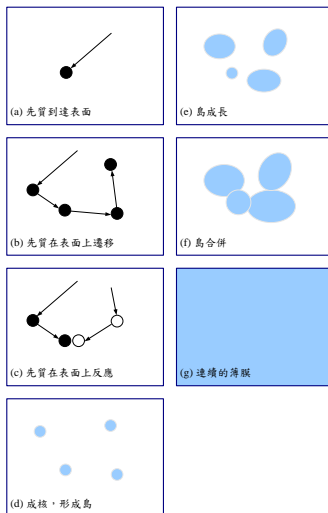 (a) 先質到達表面
(b) 先質在表面上遷移
(c) 先質在表面上反應
(d) 成核，形成島
(e) 島成長
(f) 島合併
(g) 連續的薄膜